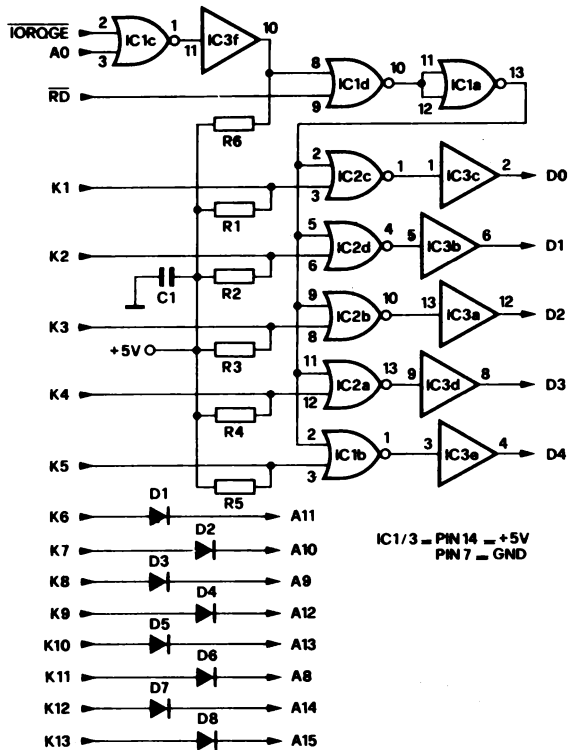 IORQGE 2 1 10
A0 3 IC1c 11 IC3f
8 10 11 13
RD 9 IC1d 12 IC1a
R6
K1 2 3 IC2c 1 1 IC3c 2 D0
R1
K2 5 6 IC2d 4 5 IC3b 6 D1
C1 R2
K3 9 8 IC2b 10 13 IC3a 12 D2
+5V R3
K4 11 12 IC2a 13 9 IC3d 8 D3
R4
K5 2 3 IC1b 1 3 IC3e 4 D4
R5
K6 D1 A11
K7 D2 A10
K8 D3 A9
K9 D4 A12
K10 D5 A13
K11 D6 A8
K12 D7 A14
K13 D8 A15
IC1/3 = PIN 14 = +5V
PIN 7 = GND